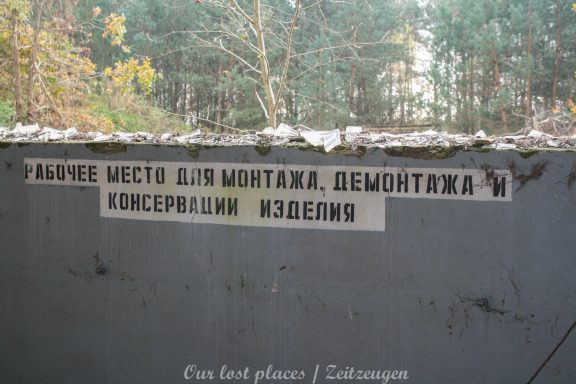 РАБОЧЕЕ МЕСТО ДЛЯ МОНТАЖА, ДЕМОНТАЖА И
КОНСЕРВАЦИИ ИЗДЕЛИЯ
Our lost places / Zeitzeugen